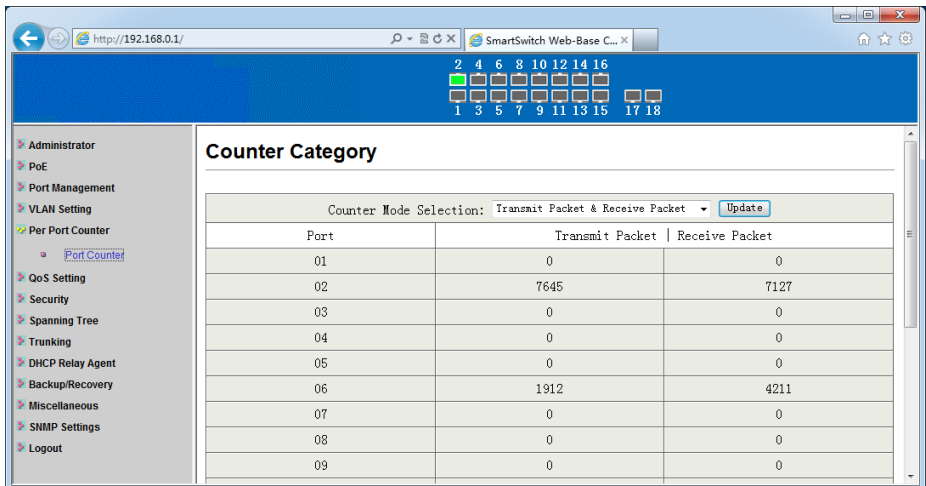 http://192.168.0.1/
SmartSwitch Web-Base C...
2 4 6 8 10 12 14 16
1 3 5 7 9 11 13 15 17 18
Administrator
PoE
Port Management
VLAN Setting
Per Port Counter
Port Counter
QoS Setting
Security
Spanning Tree
Trunking
DHCP Relay Agent
Backup/Recovery
Miscellaneous
SNMP Settings
Logout
Counter Category
Counter Mode Selection: Transmit Packet & Receive Packet Update
Port Transmit Packet | Receive Packet
01 0 0
02 7645 7127
03 0 0
04 0 0
05 0 0
06 1912 4211
07 0 0
08 0 0
09 0 0